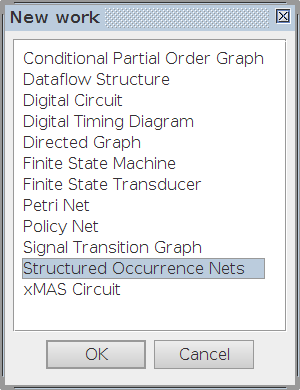 New work
Conditional Partial Order Graph
Dataflow Structure
Digital Circuit
Digital Timing Diagram
Directed Graph
Finite State Machine
Finite State Transducer
Petri Net
Policy Net
Signal Transition Graph
Structured Occurrence Nets
xMAS Circuit
OK Cancel